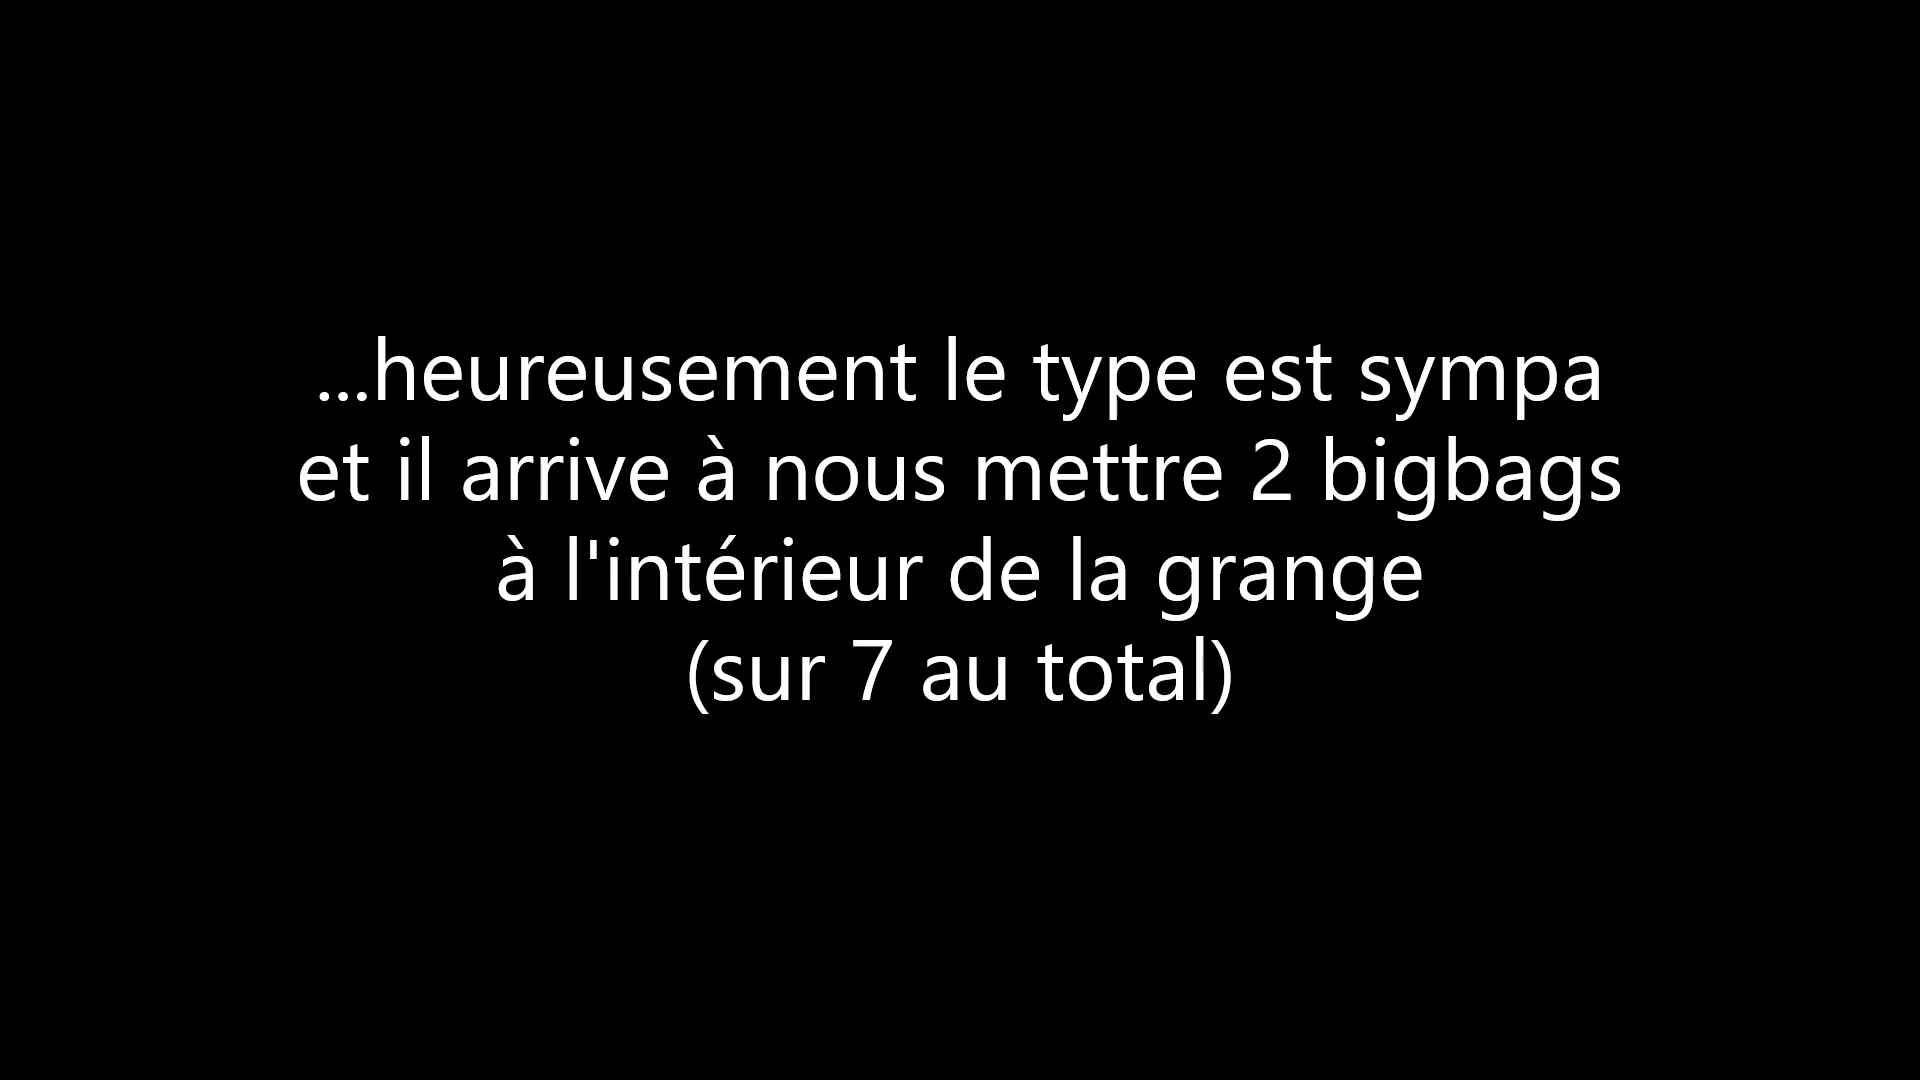 ...heureusement le type est sympa
et il arrive à nous mettre 2 bigbags
à l'intérieur de la grange
(sur 7 au total)